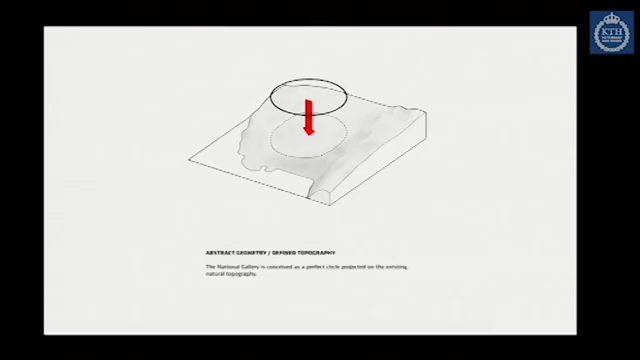 KTH
ABSTRACT GEOMETRY / DEFINED TOPOGRAPHY
The National Gallery is conceived as a perfect circle projected on the existing,
natural topography.